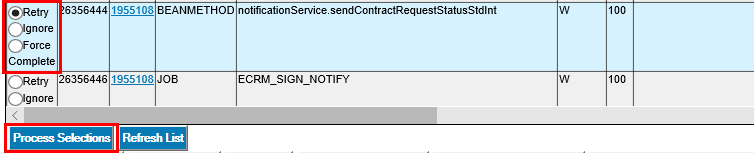 Retry 26356444 1955108 BEANMETHOD notificationService.sendContractRequestStatusStdInt W 100
Ignore
Force
Complete
Retry 26356446 1955108 JOB ECRM_SIGN_NOTIFY W 100
Ignore
Process Selections Refresh List